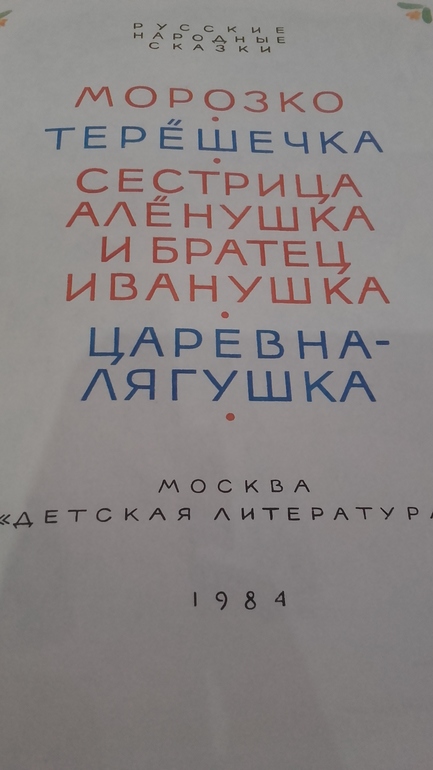 РУССКИЕ
НАРОДНЫЕ
СКАЗКИ
МОРОЗКО
ТЕРЁШЕЧКА
СЕСТРИЦА
АЛЁНУШКА
И БРАТЕЦ
ИВАНУШКА
ЦАРЕВНА-
ЛЯГУШКА
МОСКВА
«ДЕТСКАЯ ЛИТЕРАТУРА
1984